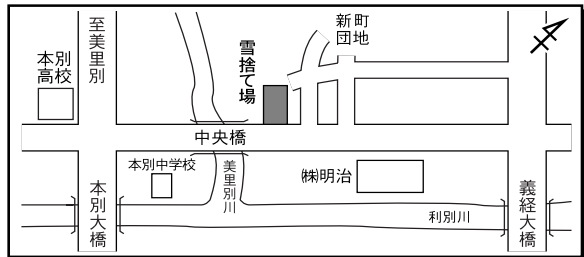 至美里別
本別
高校
雪捨て場
新町
団地
中央橋
本別中学校
美里別川
㈱明治
本別大橋
利別川
義経大橋